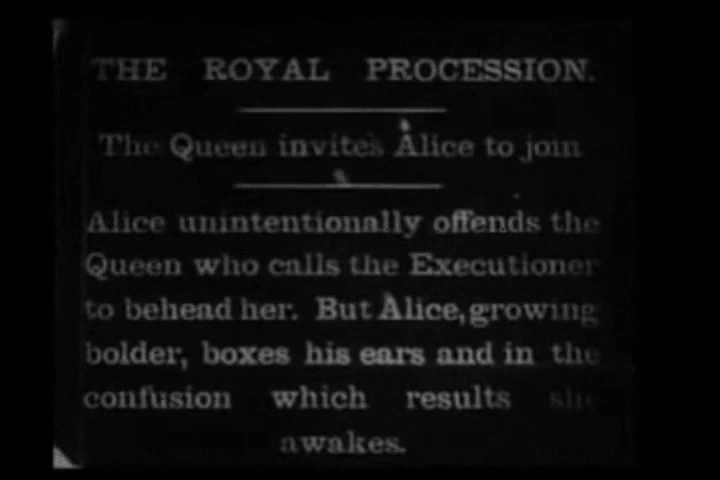 THE ROYAL PROCESSION.
The Queen invites Alice to join
Alice unintentionally offends the
Queen who calls the Executioner
to behead her. But Alice, growing
bolder, boxes his ears and in the
confusion which results she
awakes.